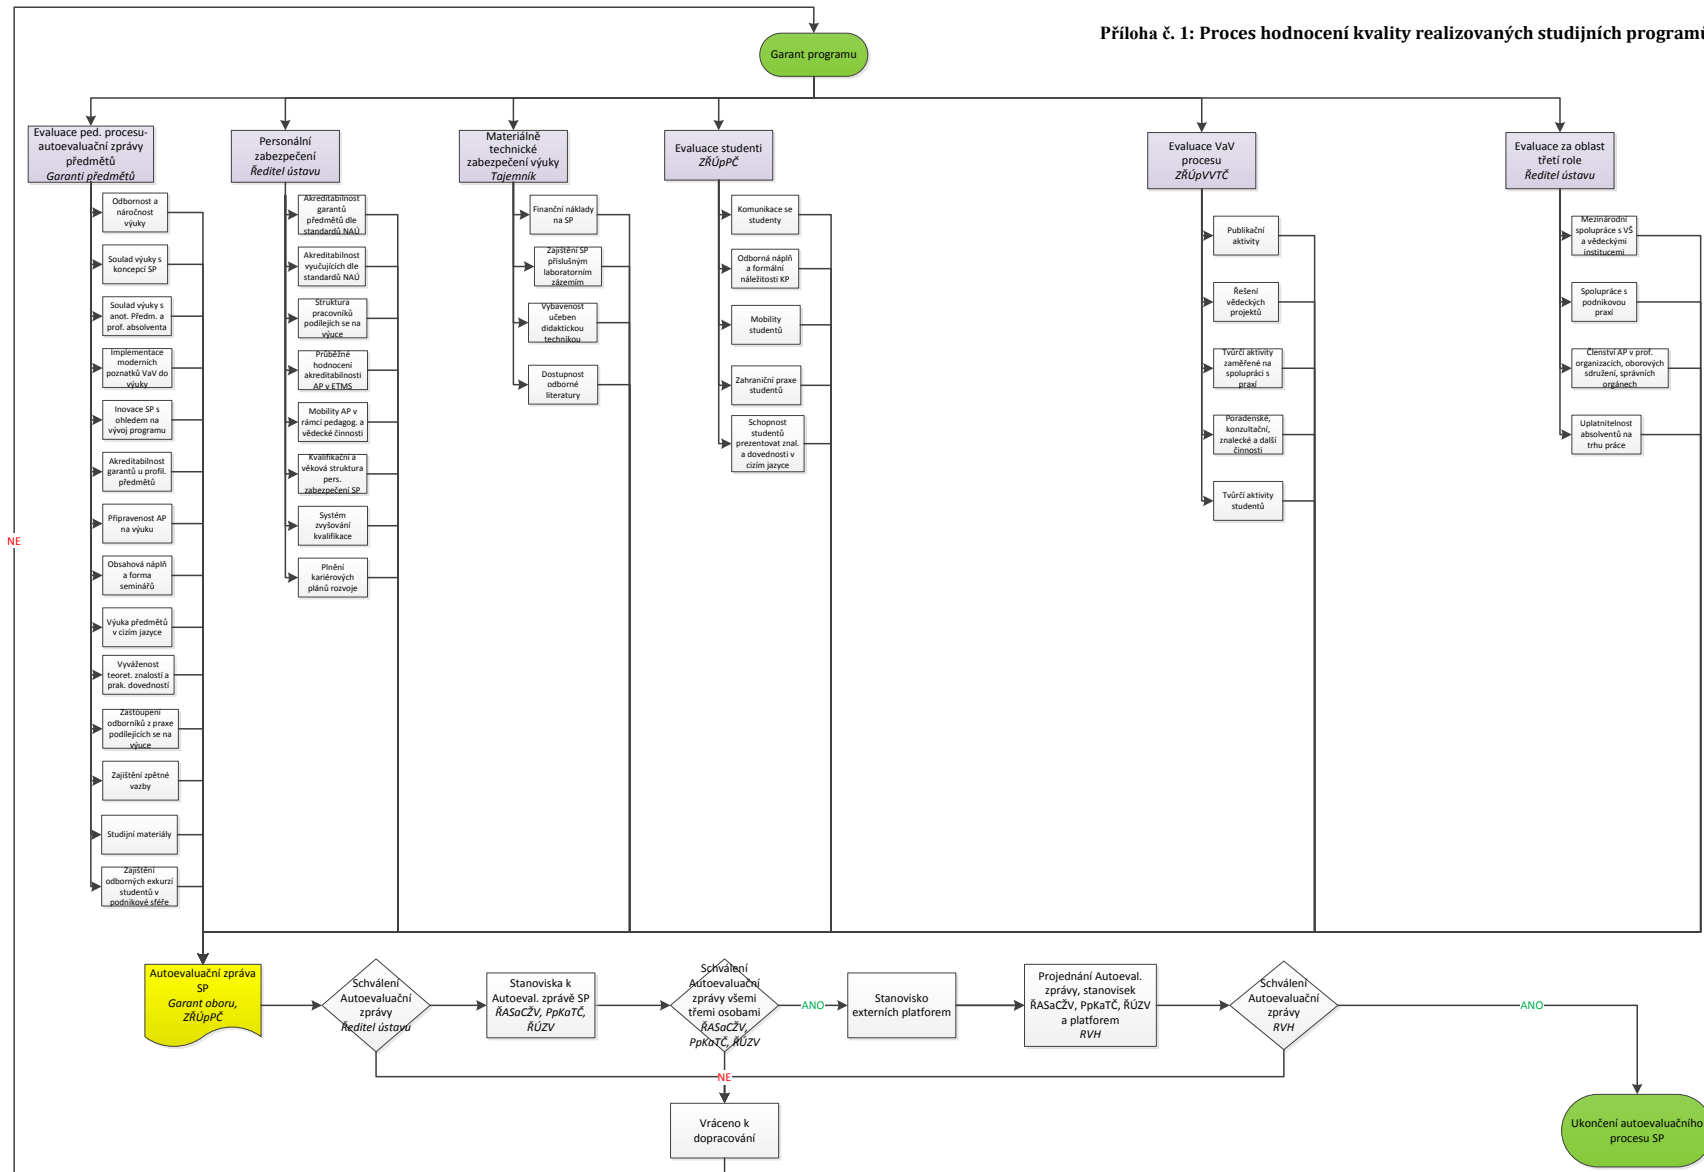 Příloha č. 1: Proces hodnocení kvality realizovaných studijních programů
Garant programu
Evaluace ped. procesu-
autoevaluační zprávy
předmětů
Garanti předmětů
Personální
zabezpečení
Ředitel ústavu
Materiálně
technické
zabezpečení výuky
Tajemník
Evaluace studenti
ZŘÚpPČ
Evaluace VaV
procesu
ZŘÚpVVTČ
Evaluace za oblast
třetí role
Ředitel ústavu
Odbornost a
náročnost
výuky
Soulad výuky s
koncepcí SP
Soulad výuky s
anot. Předm. a
prof. absolventa
Implementace
moderních
poznatků VaV do
výuky
Inovace SP s
ohledem na
vývoj programu
Akreditabilnost
garantů u profil.
předmětů
Připravenost AP
na výuku
Obsahová náplň
a forma
seminářů
Výuka předmětů
v cizím jazyce
Vyváženost
teoret. znalostí a
prak. dovedností
Zastoupení
odborníků z praxe
podílejících se na
výuce
Zajištění zpětné
vazby
Studijní materiály
Zajištění
odborných exkurzí
studentů v
podnikové sféře
Akreditabilnost
garantů
předmětů dle
standardů NAÚ
Akreditabilnost
vyučujících dle
standardů NAÚ
Struktura
pracovníků
podílejích se na
výuce
Průběžné
hodnocení
akreditabilnosti
AP v ETMS
Mobility AP v
rámci pedagog. a
vědecké činnosti
Kvalifikační a
věková struktura
pers.
zabezpečení SP
Systém
zvyšování
kvalifikace
Plnění
kariérových
plánů rozvoje
Finanční náklady
na SP
Zajištění SP
příslušným
laboratorním
zázemím
Vybavenost
učeben
didaktickou
technikou
Dostupnost
odborné
literatury
Komunikace se
studenty
Odborná náplň
a formální
náležitosti KP
Mobility
studentů
Zahraniční praxe
studentů
Schopnost
studentů
prezentovat znal.
a dovednosti v
cizím jazyce
Publikační
aktivity
Řešení
vědeckých
projektů
Tvůrčí aktivity
zaměřené na
spolupráci s
praxí
Poradenské,
konzultační,
znalecké a další
činnosti
Tvůrčí aktivity
studentů
Mezinárodní
spolupráce s VŠ
a vědeckými
institucemi
Spolupráce s
podnikovou
praxí
Členství AP v prof.
organizacích, oborových
sdružení, správních
orgánech
Uplatnitelnost
absolventů na
trhu práce
NE
Autoevaluační zpráva
SP
Garant oboru,
ZŘÚpPČ
Schválení
Autoevaluační
zprávy
Ředitel ústavu
Stanoviska k
Autoeval. zprávě SP
ŘASaCŽV, PpKaTČ,
ŘÚZV
Schválení
Autoevaluační
zprávy všemi
třemi osobami
ŘASaCŽV,
PpKaTČ, ŘÚZV
ANO
Stanovisko
externích platforem
Projednání Autoeval.
zprávy, stanovisek
ŘASaCŽV, PpKaTČ, ŘÚZV
a platforem
RVH
Schválení
Autoevaluační
zprávy
RVH
ANO
NE
Vráceno k
dopracování
Ukončení autoevaluačního
procesu SP